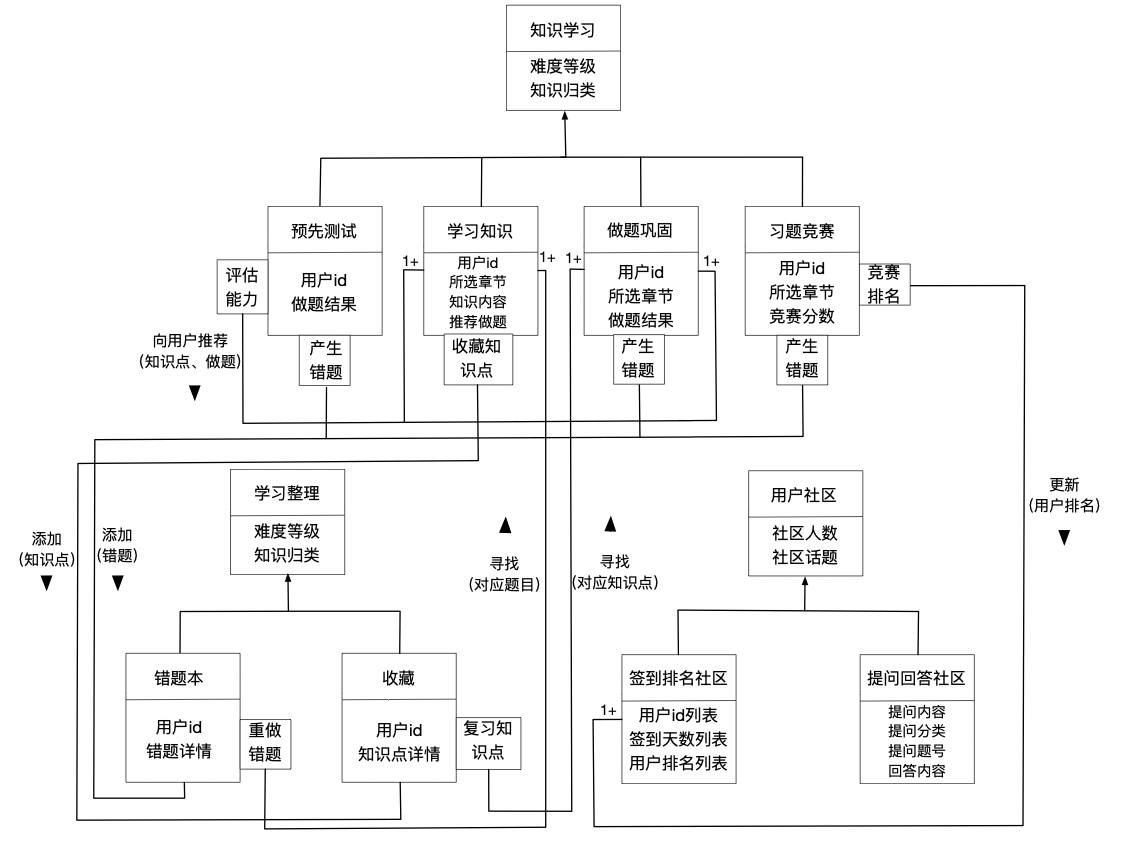 知识学习
难度等级
知识归类
预先测试
用户id
做题结果
评估
能力
产生
错题
学习知识
用户id
所选章节
知识内容
推荐做题
收藏知
识点
1+
1+
做题巩固
用户id
所选章节
做题结果
产生
错题
1+
1+
习题竞赛
用户id
所选章节
竞赛分数
产生
错题
竞赛
排名
向用户推荐
(知识点、做题)
学习整理
难度等级
知识归类
用户社区
社区人数
社区话题
更新
(用户排名)
添加
(知识点)
添加
(错题)
寻找
(对应题目)
寻找
(对应知识点)
错题本
用户id
错题详情
重做
错题
收藏
用户id
知识点详情
复习知
识点
签到排名社区
用户id列表
签到天数列表
用户排名列表
1+
提问回答社区
提问内容
提问分类
提问题号
回答内容